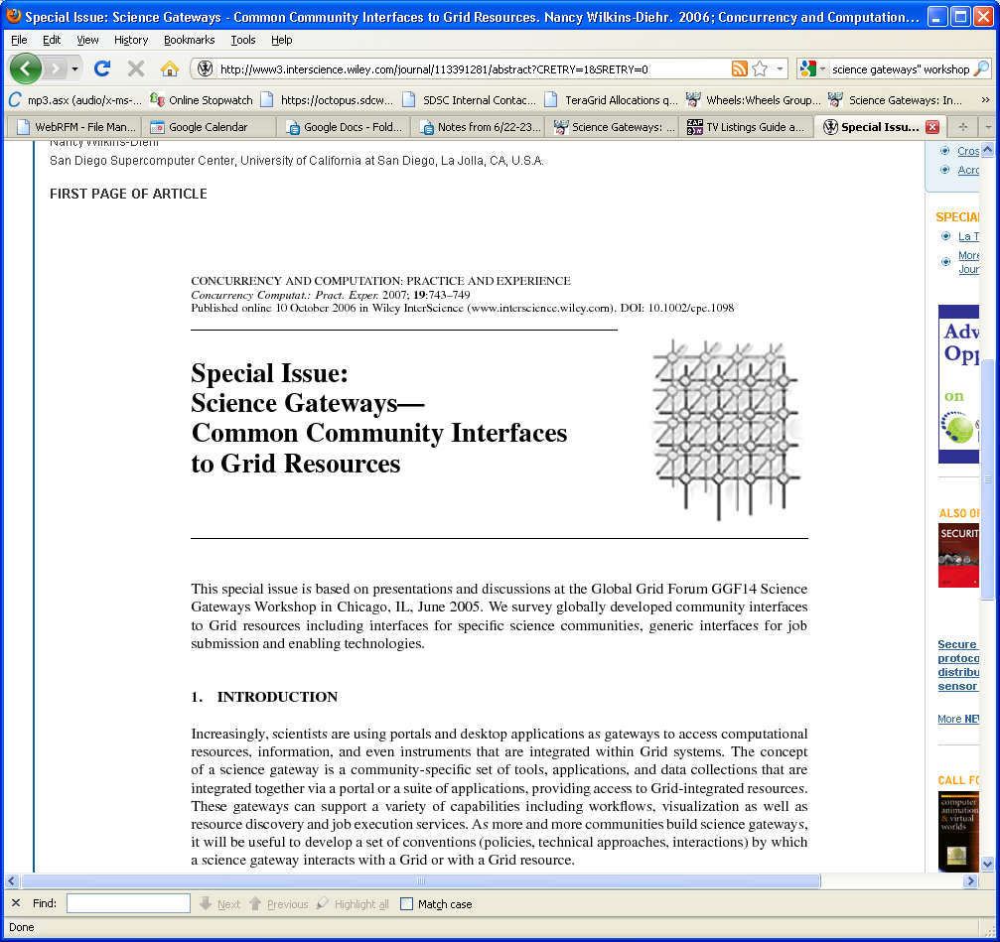 Special Issue: Science Gateways - Common Community Interfaces to Grid Resources. Nancy Wilkins-Diehr. 2006; Concurrency and Computation...
File Edit View History Bookmarks Tools Help
http://www3.interscience.wiley.com/journal/113391281/abstract?CRETRY=1&SRETRY=0
science gateways" workshop
mp3.asx (audio/x-ms-... Online Stopwatch https://octopus.sdcw... SDSC Internal Contac... TeraGrid Allocations q... Wheels:Wheels Group... Science Gateways: In... »
WebRFM - File Man... Google Calendar Google Docs - Fold... Notes from 6/22-23... Science Gateways: ... ZAP TV Listings Guide a... Special Issu...
Nancy Wilkins-Diehr
San Diego Supercomputer Center, University of California at San Diego, La Jolla, CA, U.S.A.
FIRST PAGE OF ARTICLE
CONCURRENCY AND COMPUTATION: PRACTICE AND EXPERIENCE
Concurrency Computat.: Pract. Exper. 2007; 19:743–749
Published online 10 October 2006 in Wiley InterScience (www.interscience.wiley.com). DOI: 10.1002/cpe.1098
Special Issue:
Science Gateways—
Common Community Interfaces
to Grid Resources
This special issue is based on presentations and discussions at the Global Grid Forum GGF14 Science
Gateways Workshop in Chicago, IL, June 2005. We survey globally developed community interfaces
to Grid resources including interfaces for specific science communities, generic interfaces for job
submission and enabling technologies.
1. INTRODUCTION
Increasingly, scientists are using portals and desktop applications as gateways to access computational
resources, information, and even instruments that are integrated within Grid systems. The concept
of a science gateway is a community-specific set of tools, applications, and data collections that are
integrated together via a portal or a suite of applications, providing access to Grid-integrated resources.
These gateways can support a variety of capabilities including workflows, visualization as well as
resource discovery and job execution services. As more and more communities build science gateways,
it will be useful to develop a set of conventions (policies, technical approaches, interactions) by which
a science gateway interacts with a Grid or with a Grid resource.
Cros
Acro
SPECIA
La T
More
Jour
Adv
Opp
on
ALSO O
SECURIT
Secure
protoco
distribu
sensor
More NE
CALL FO
computer
animation
& virtual
worlds
Find: Next Previous Highlight all Match case
Done